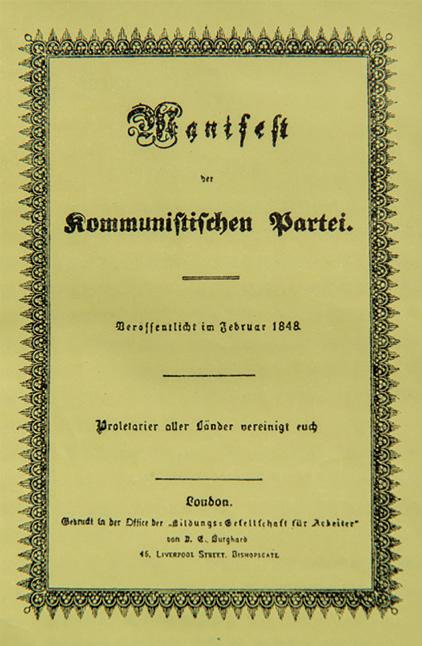 Manifest
der
Kommunistischen Partei.
Veröffentlicht im Februar 1848.
Proletarier aller Länder vereinigt euch
London.
Gedruckt in der Office der „Bildungs=Gesellschaft für Arbeiter"
von J. E. Burghard
46, LIVERPOOL STREET, BISHOPSGATE